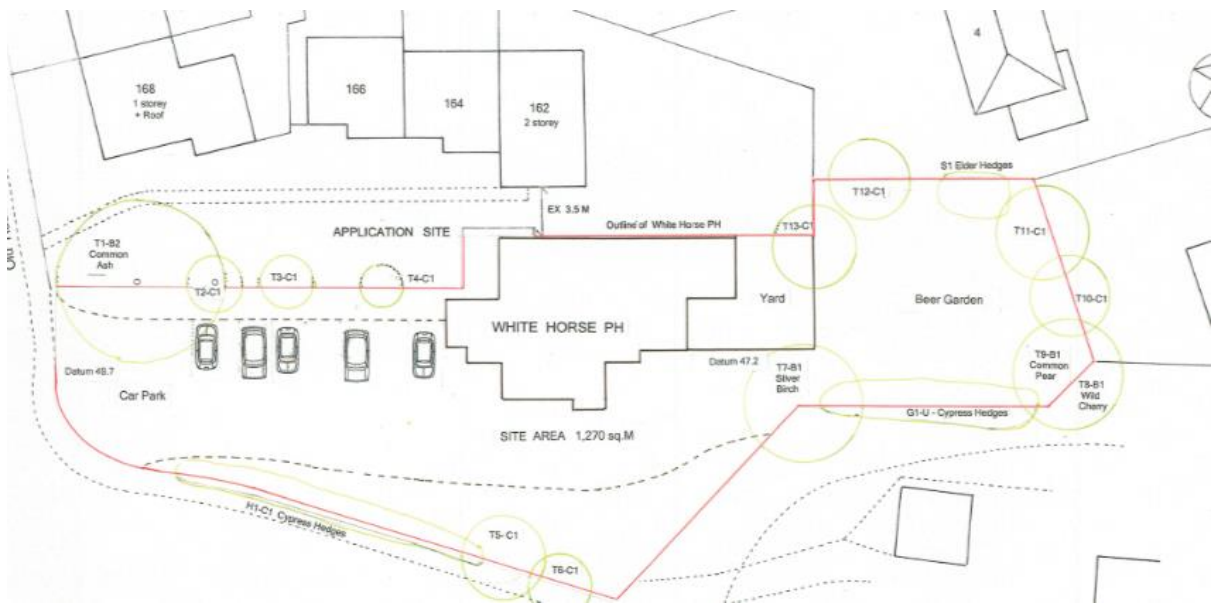 168
1 storey
+ Roof
166
164
162
2 storey
4
S1 Elder Hedges
T12-C1
EX 3.5 M
T13-C1
Outline of White Horse PH
APPLICATION SITE
T11-C1
T1-B2
Common
Ash
T2-C1
T3-C1
T4-C1
T10-C1
Yard
Beer Garden
WHITE HORSE PH
Datum 47.2
T7-B1
Silver
Birch
T9-B1
Common
Pear
T8-B1
Wild
Cherry
Car Park
G1-U - Cypress Hedges
SITE AREA 1,270 sq.M
H1-C1 Cypress Hedges
T5-C1
T6-C1